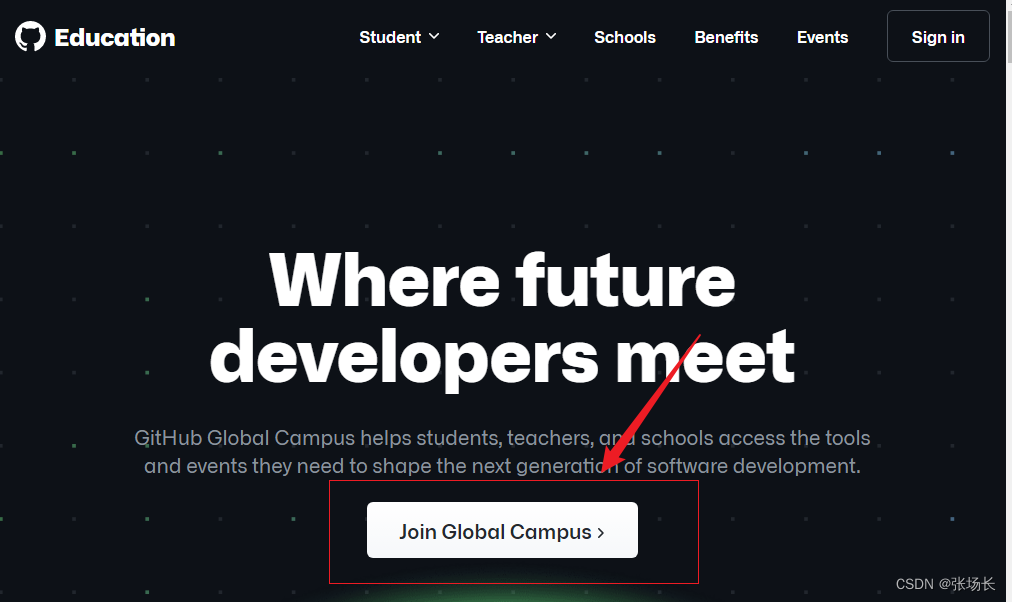 Education
Student
Teacher
Schools
Benefits
Events
Sign in
Where future
developers meet
GitHub Global Campus helps students, teachers, and schools access the tools
and events they need to shape the next generation of software development.
Join Global Campus ›
CSDN @张场长